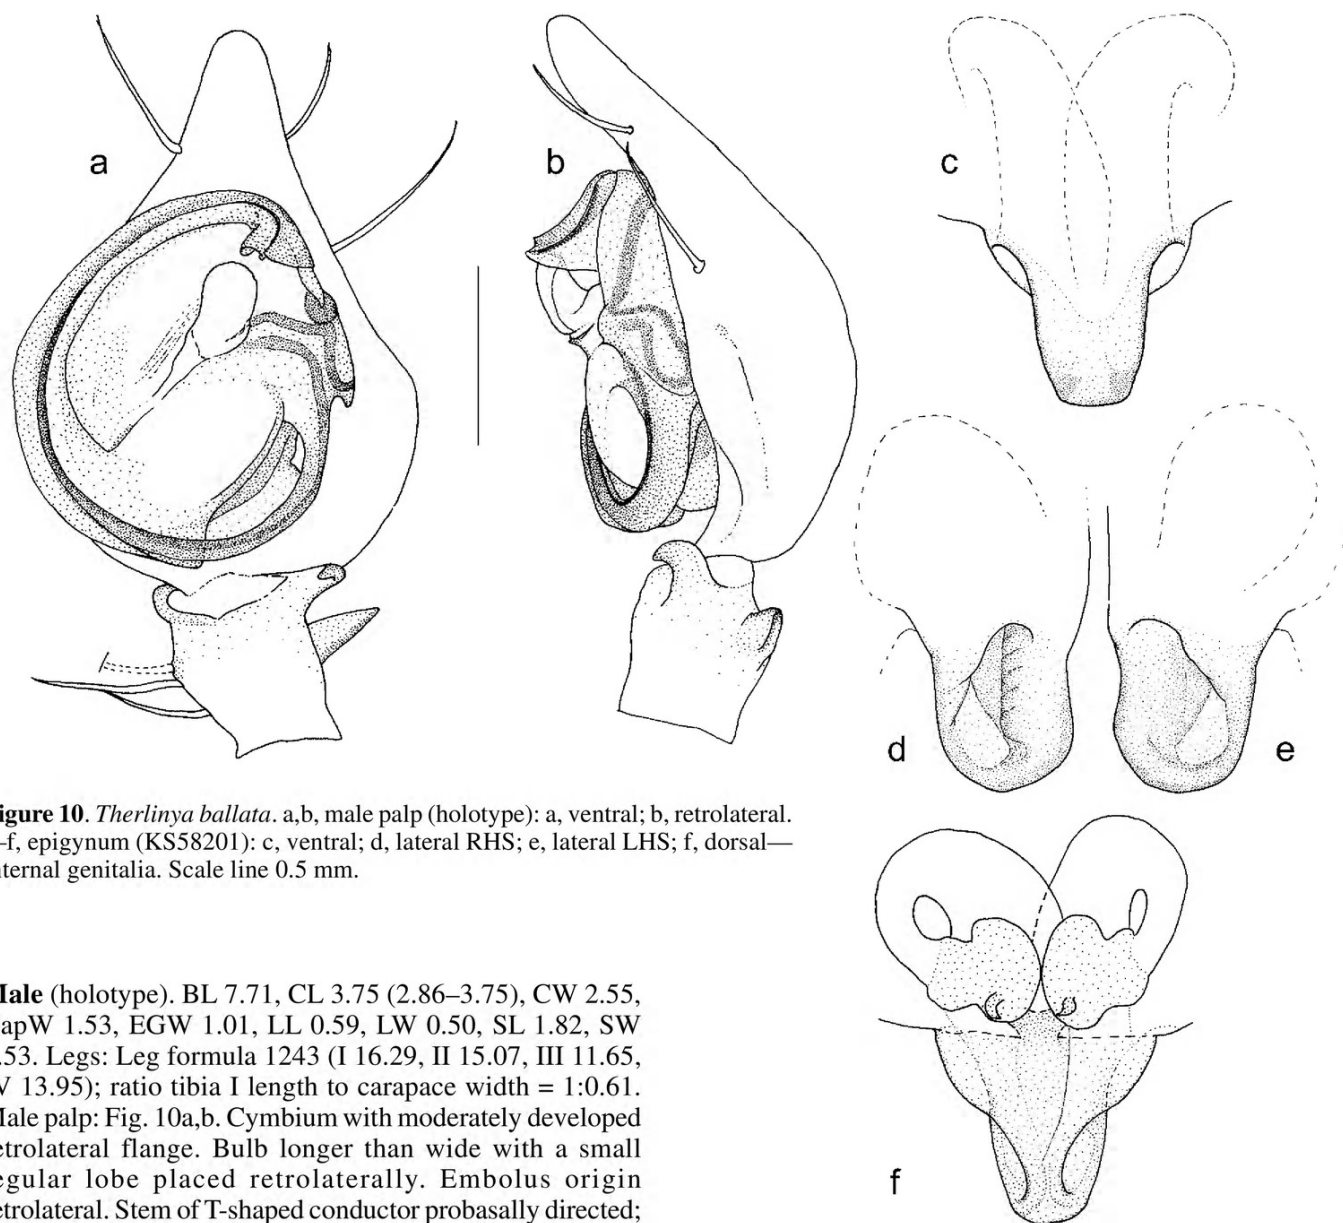 a
b
c
d
e
igure 10. Therlinya ballata. a,b, male palp (holotype): a, ventral; b, retrolateral.
–f, epigynum (KS58201): c, ventral; d, lateral RHS; e, lateral LHS; f, dorsal—
nternal genitalia. Scale line 0.5 mm.
f
Male (holotype). BL 7.71, CL 3.75 (2.86–3.75), CW 2.55,
apW 1.53, EGW 1.01, LL 0.59, LW 0.50, SL 1.82, SW
.53. Legs: Leg formula 1243 (I 16.29, II 15.07, III 11.65,
V 13.95); ratio tibia I length to carapace width = 1:0.61.
Male palp: Fig. 10a,b. Cymbium with moderately developed
etrolateral flange. Bulb longer than wide with a small
egular lobe placed retrolaterally. Embolus origin
etrolateral. Stem of T-shaped conductor probasally directed;